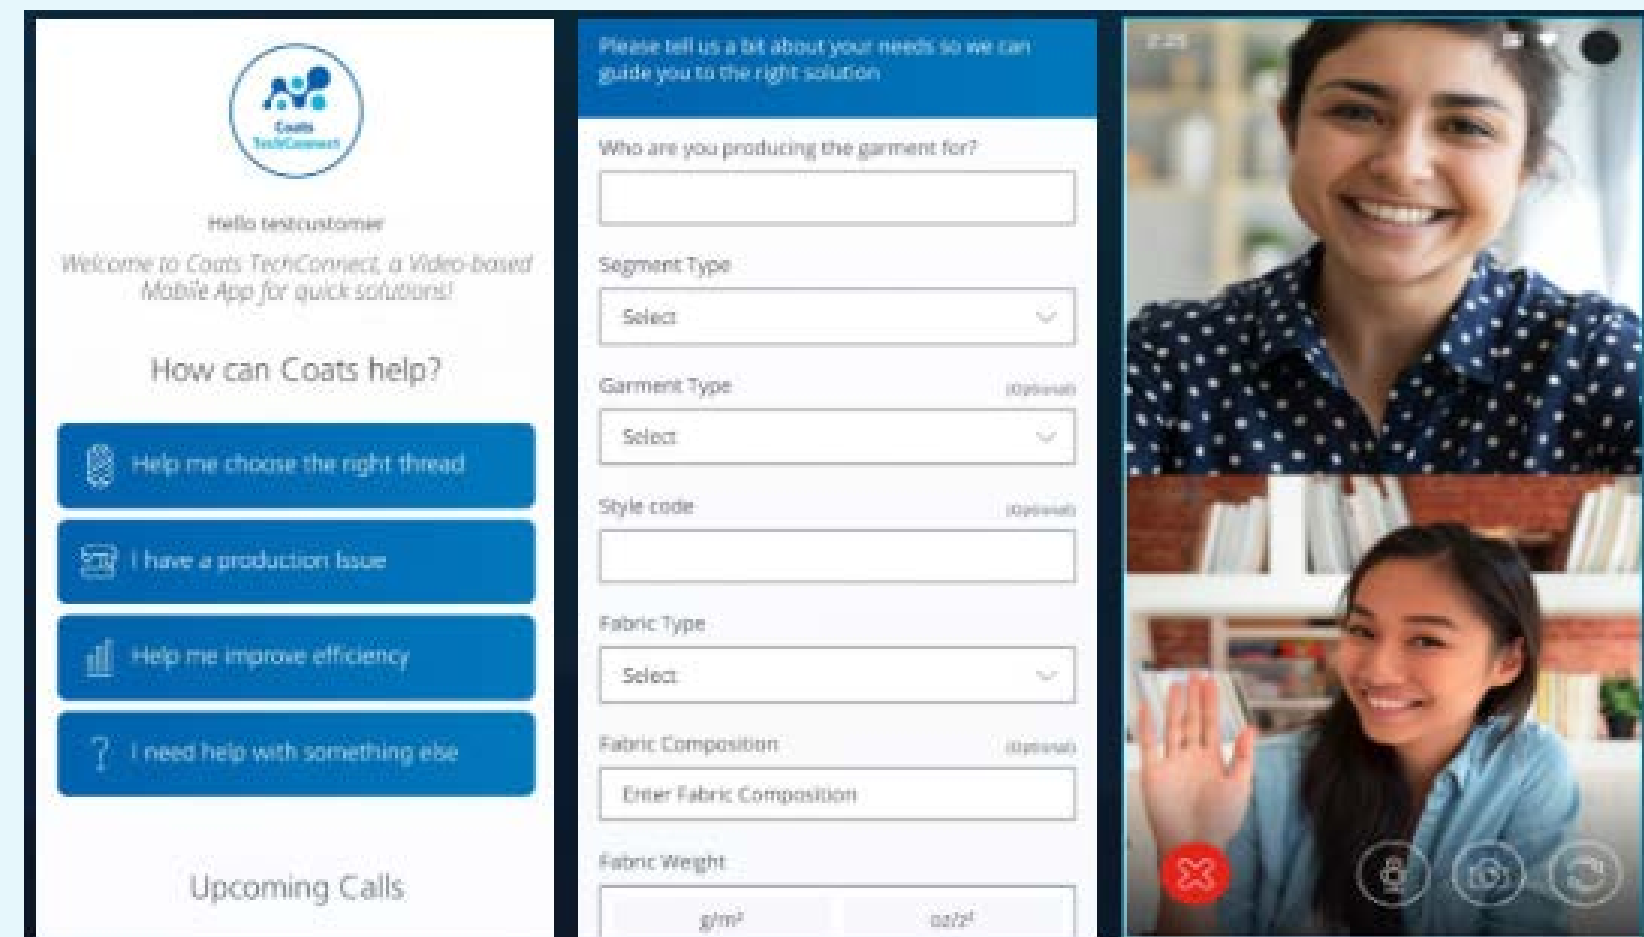 Coats
TechConnect
Hello testcustomer
Welcome to Coats TechConnect, a Video-based
Mobile App for quick solutions!
How can Coats help?
Help me choose the right thread
I have a production Issue
Help me improve efficiency
? I need help with something else
Upcoming Calls
Please tell us a bit about your needs so we can
guide you to the right solution
Who are you producing the garment for?
Segment Type
Select
Garment Type (Optional)
Select
Style code (Optional)
Fabric Type
Select
Fabric Composition (Optional)
Enter Fabric Composition
Fabric Weight
g/m²